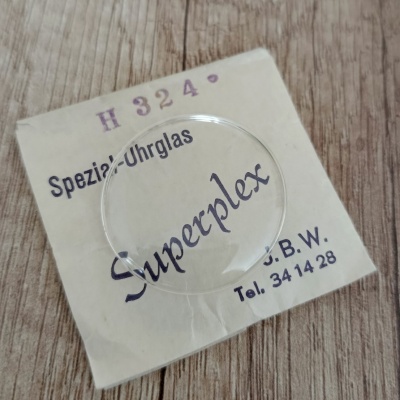 H 324.
Spezial-Uhrglas
Superplex
J.B.W.
Tel. 34 14 28